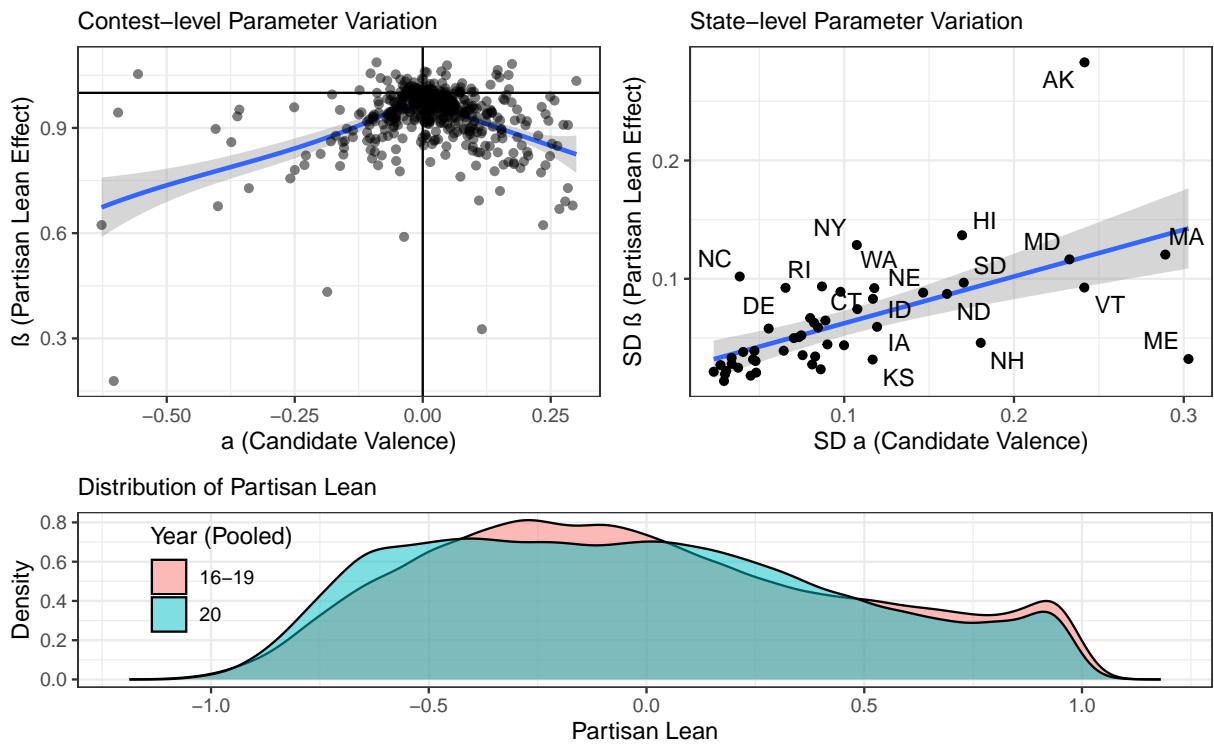 Contest−level Parameter Variation
ß (Partisan Lean Effect)
0.9
0.6
0.3
−0.50
−0.25
0.00
0.25
a (Candidate Valence)
State−level Parameter Variation
SD ß (Partisan Lean Effect)
0.2
0.1
AK
HI
NY
MD
MA
WA
NC
RI
NE
SD
DE
CT
ID
ND
VT
IA
NH
ME
KS
0.1
0.2
0.3
SD a (Candidate Valence)
Distribution of Partisan Lean
Density
0.8
0.6
0.4
0.2
0.0
Year (Pooled)
16−19
20
−1.0
−0.5
0.0
0.5
1.0
Partisan Lean